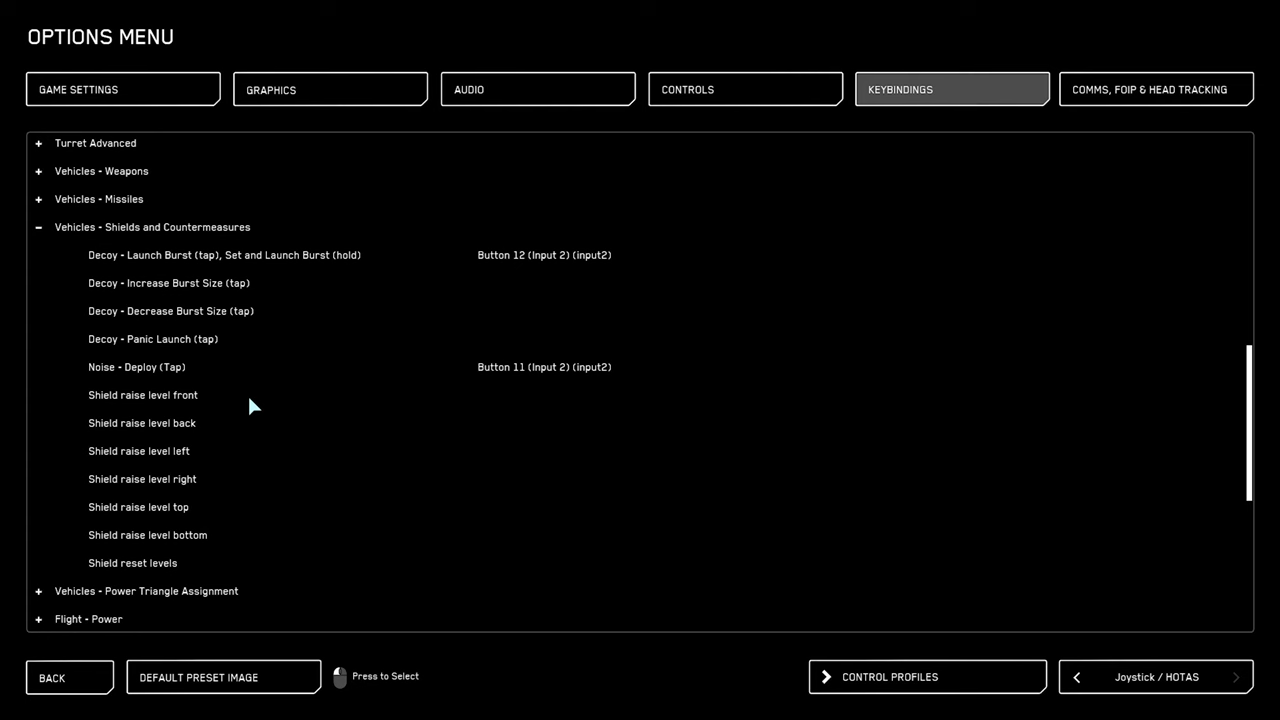 OPTIONS MENU
GAME SETTINGS
GRAPHICS
AUDIO
CONTROLS
KEYBINDINGS
COMMS, FOIP & HEAD TRACKING
+ Turret Advanced
+ Vehicles - Weapons
+ Vehicles - Missiles
- Vehicles - Shields and Countermeasures
Decoy - Launch Burst (tap), Set and Launch Burst (hold) Button 12 (Input 2) (input2)
Decoy - Increase Burst Size (tap)
Decoy - Decrease Burst Size (tap)
Decoy - Panic Launch (tap)
Noise - Deploy (Tap) Button 11 (Input 2) (input2)
Shield raise level front
Shield raise level back
Shield raise level left
Shield raise level right
Shield raise level top
Shield raise level bottom
Shield reset levels
+ Vehicles - Power Triangle Assignment
+ Flight - Power
BACK
DEFAULT PRESET IMAGE
Press to Select
CONTROL PROFILES
Joystick / HOTAS